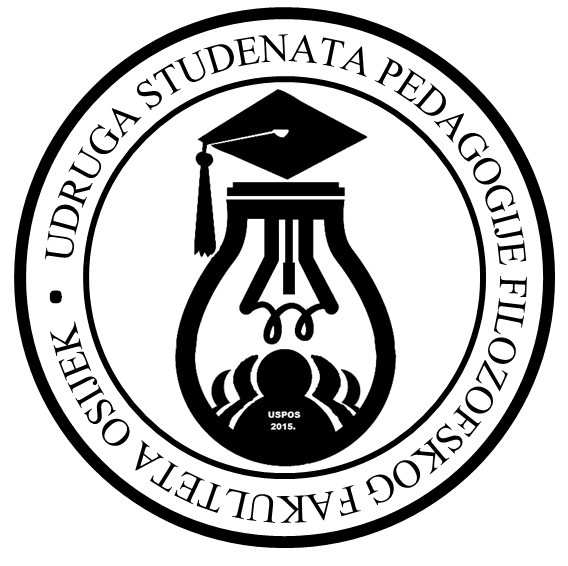 UDRUGA STUDENATA PEDAGOGIJE FILOZOFSKOG FAKULTETA OSIJEK •
USPOS
2015.